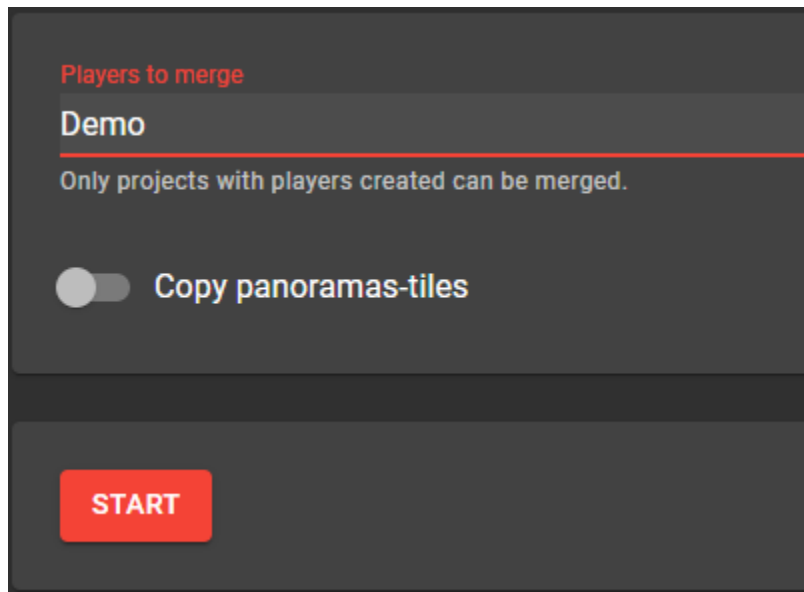 Players to merge
Demo
Only projects with players created can be merged.
Copy panoramas-tiles
START